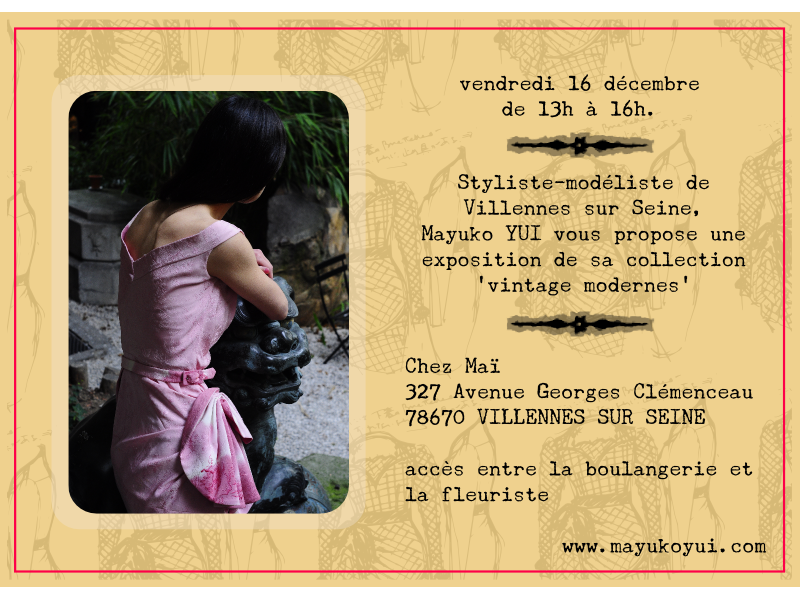 vendredi 16 décembre
de 13h à 16h.
Styliste-modéliste de
Villennes sur Seine,
Mayuko YUI vous propose une
exposition de sa collection
'vintage modernes'
Chez Maï
327 Avenue Georges Clémenceau
78670 VILLENNES SUR SEINE
accès entre la boulangerie et
la fleuriste
www.mayukoyui.com